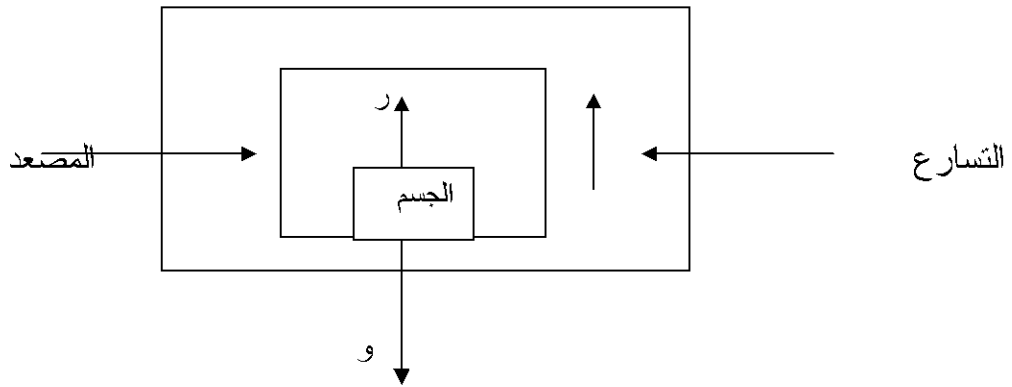 ر
التسارع
المصعد
الجسم
و